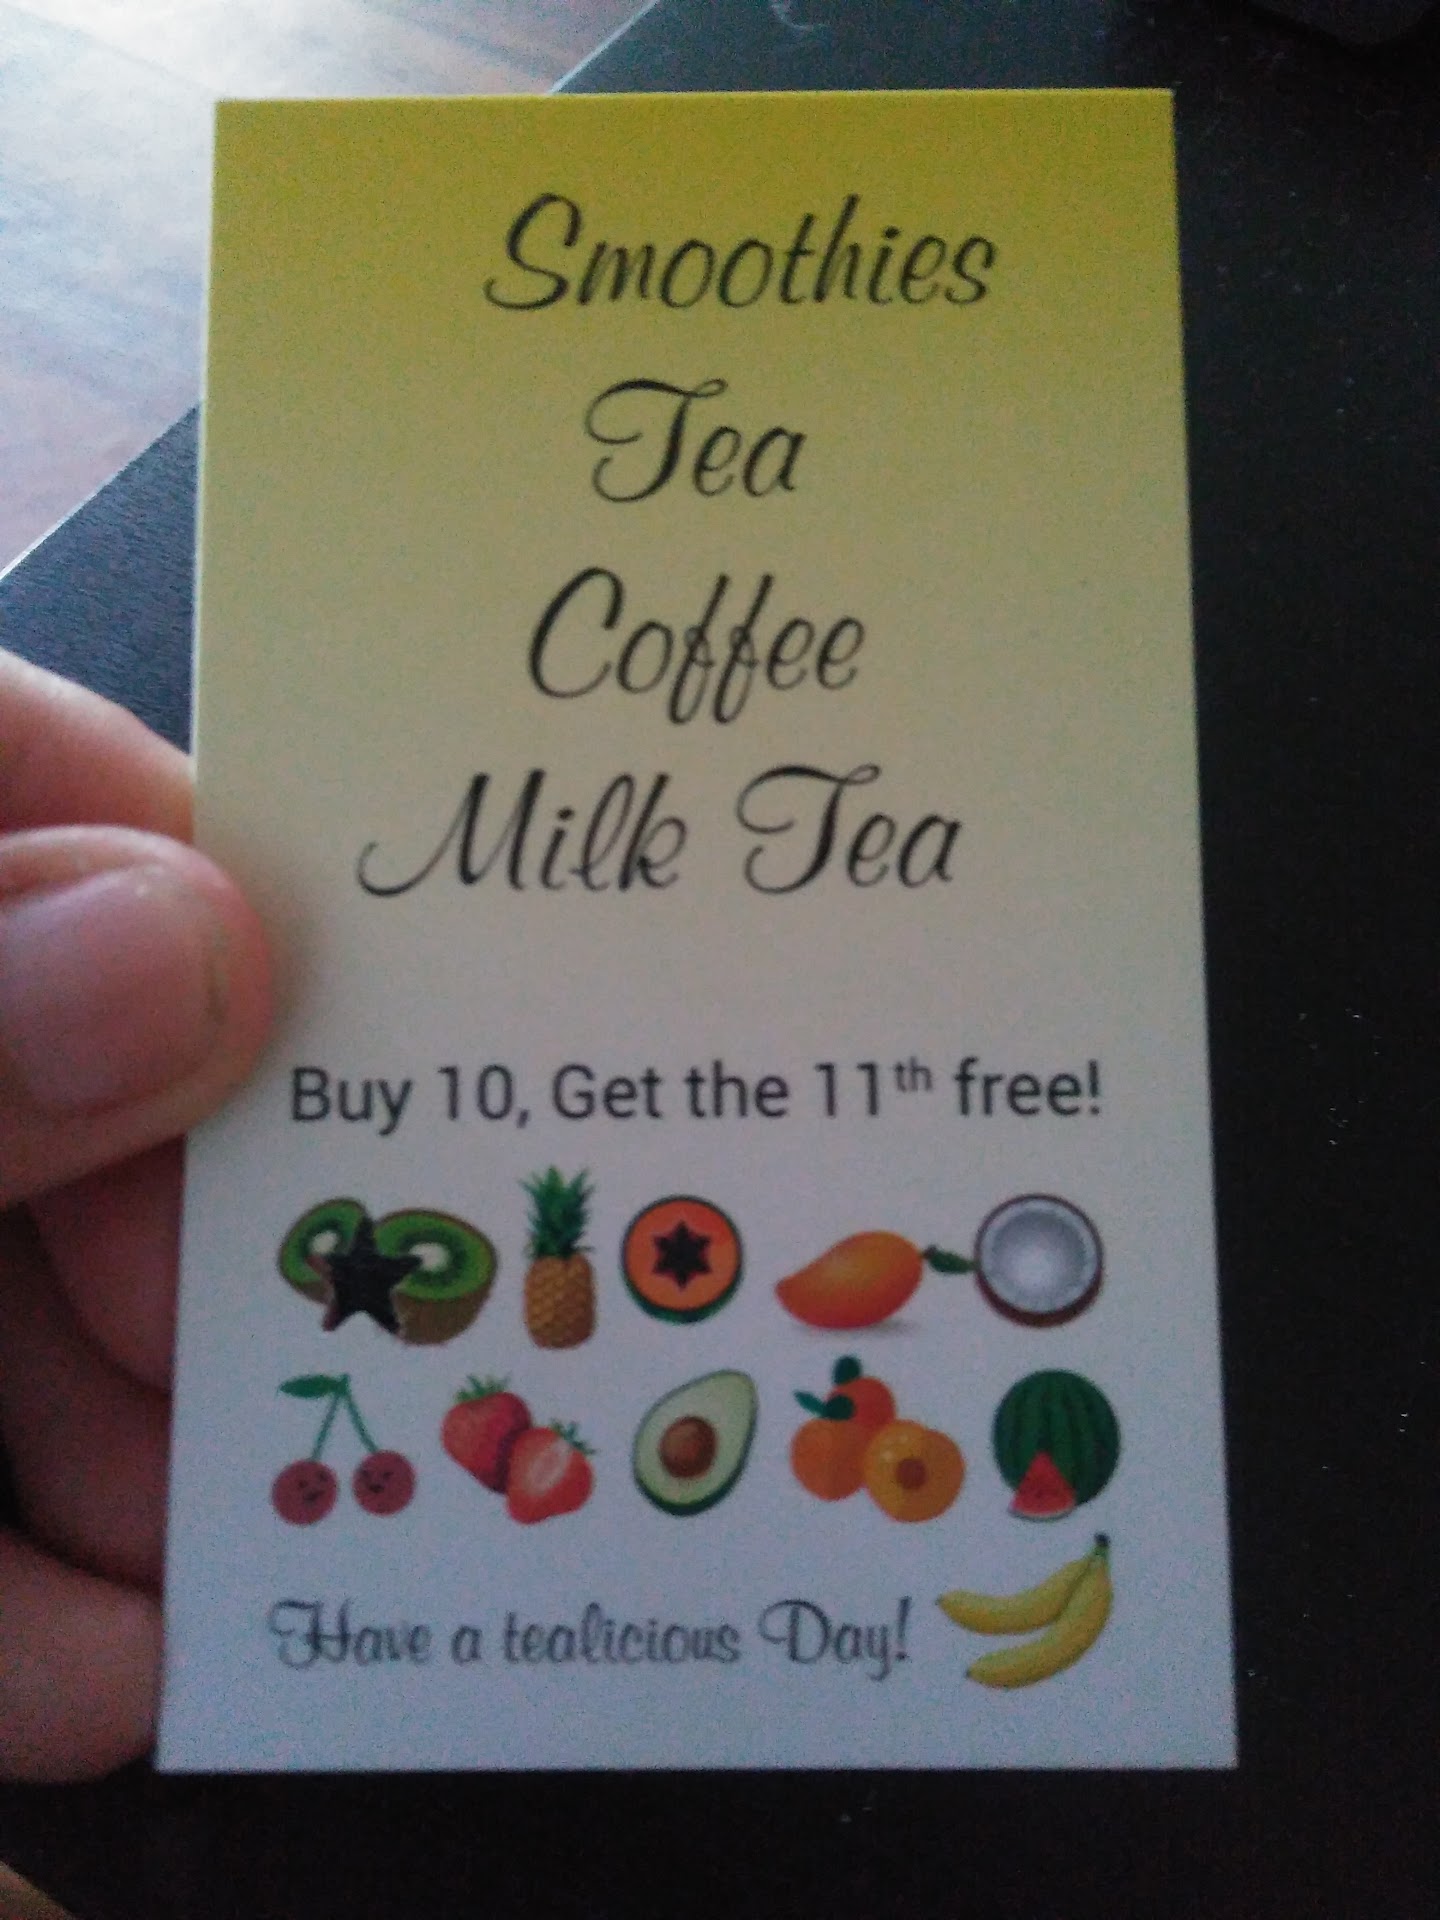 Smoothies
Tea
Coffee
Milk Tea
Buy 10, Get the 11th free!
Have a tealicious Day!